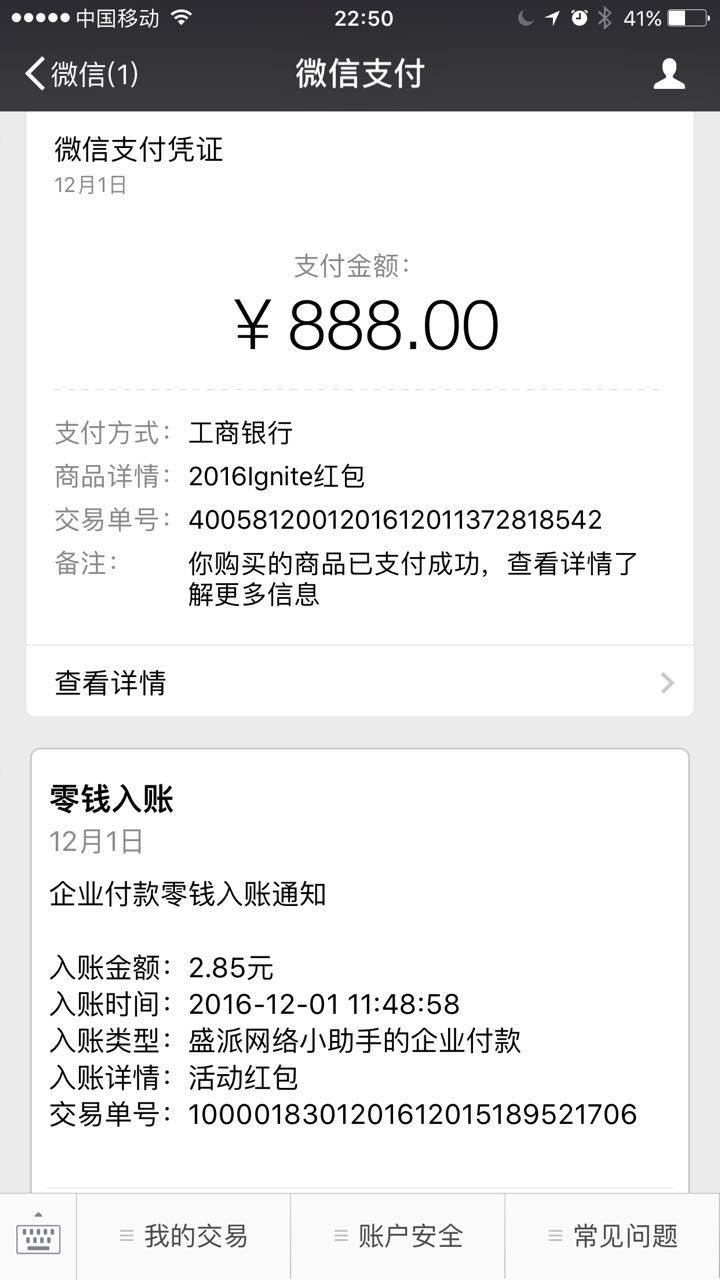 中国移动
22:50
41%
微信(1)
微信支付
微信支付凭证
12月1日
支付金额：
¥ 888.00
支付方式： 工商银行
商品详情： 2016Ignite红包
交易单号： 4005812001201612011372818542
备注： 你购买的商品已支付成功，查看详情了
解更多信息
查看详情
零钱入账
12月1日
企业付款零钱入账通知
入账金额：2.85元
入账时间：2016-12-01 11:48:58
入账类型：盛派网络小助手的企业付款
入账详情：活动红包
交易单号：1000018301201612015189521706
我的交易
账户安全
常见问题